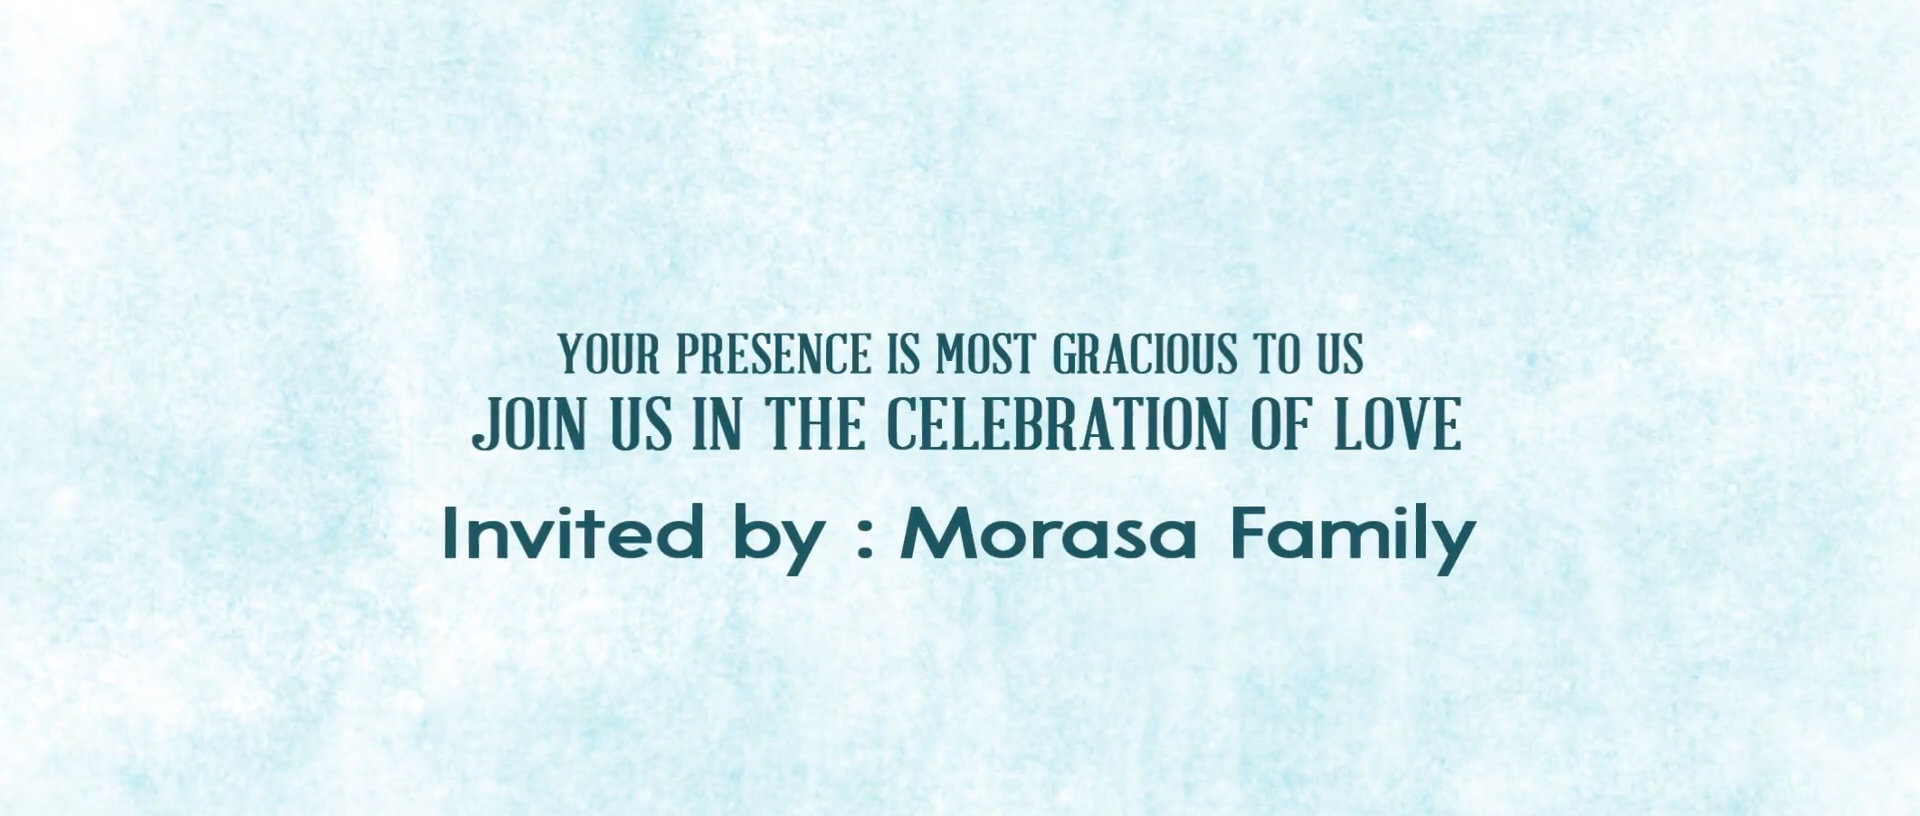 YOUR PRESENCE IS MOST GRACIOUS TO US
JOIN US IN THE CELEBRATION OF LOVE
Invited by : Morasa Family